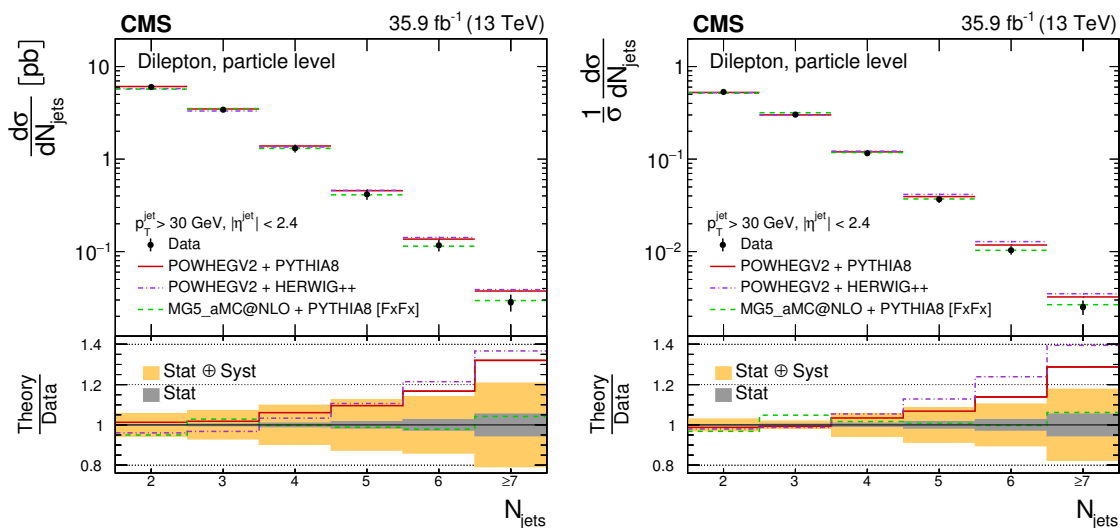 CMS 35.9 fb⁻¹ (13 TeV)
Dilepton, particle level
dσ/dN_jets [pb]
10
1
10⁻¹
p_T^jet > 30 GeV, |η^jet| < 2.4
Data
POWHEGV2 + PYTHIA8
POWHEGV2 + HERWIG++
MG5_aMC@NLO + PYTHIA8 [FxFx]
Theory/Data
1.4
1.2
1
0.8
Stat ⊕ Syst
Stat
2 3 4 5 6 ≥7
N_jets
CMS 35.9 fb⁻¹ (13 TeV)
Dilepton, particle level
1/σ dσ/dN_jets
1
10⁻¹
10⁻²
p_T^jet > 30 GeV, |η^jet| < 2.4
Data
POWHEGV2 + PYTHIA8
POWHEGV2 + HERWIG++
MG5_aMC@NLO + PYTHIA8 [FxFx]
Theory/Data
1.4
1.2
1
0.8
Stat ⊕ Syst
Stat
2 3 4 5 6 ≥7
N_jets